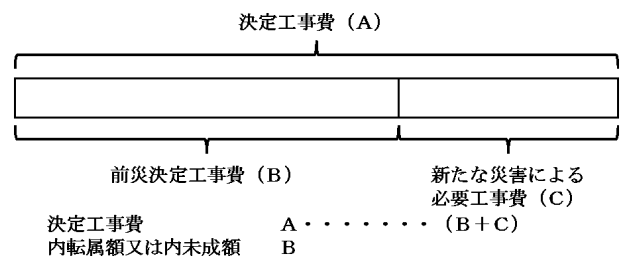 決定工事費（A）
前災決定工事費（B）
新たな災害による
必要工事費（C）
決定工事費 A・・・・・・・（B＋C）
内転属額又は内未成額 B